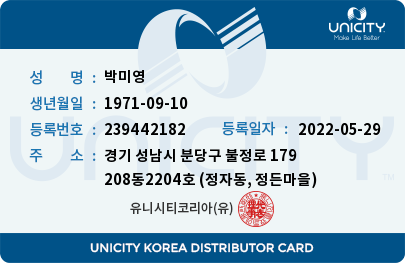 UNICITY
Make Life Better
성 명 : 박미영
생년월일 : 1971-09-10
등록번호 : 239442182 등록일자 : 2022-05-29
주 소 : 경기 성남시 분당구 불정로 179
208동2204호 (정자동, 정든마을)
UNICITY
유니시티코리아(유)
UNICITY KOREA DISTRIBUTOR CARD